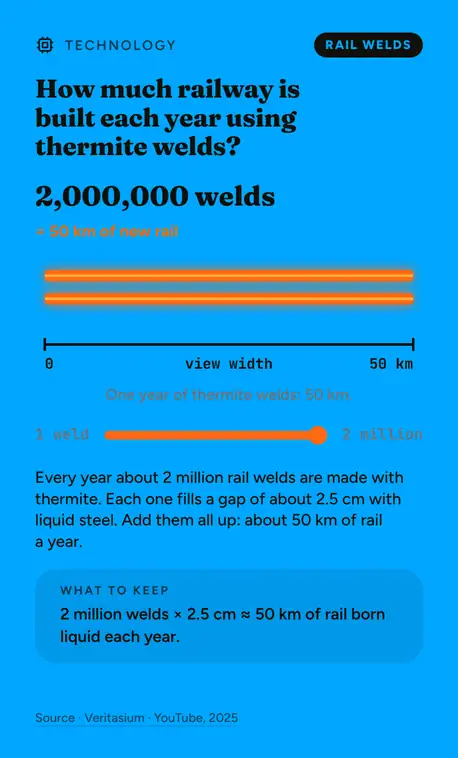 TECHNOLOGY
RAIL WELDS
How much railway is
built each year using
thermite welds?
2,000,000 welds
= 50 km of new rail
0
view width
50 km
One year of thermite welds: 50 km
1 weld
2 million
Every year about 2 million rail welds are made with
thermite. Each one fills a gap of about 2.5 cm with
liquid steel. Add them all up: about 50 km of rail
a year.
WHAT TO KEEP
2 million welds × 2.5 cm ≈ 50 km of rail born
liquid each year.
Source · Veritasium · YouTube, 2025